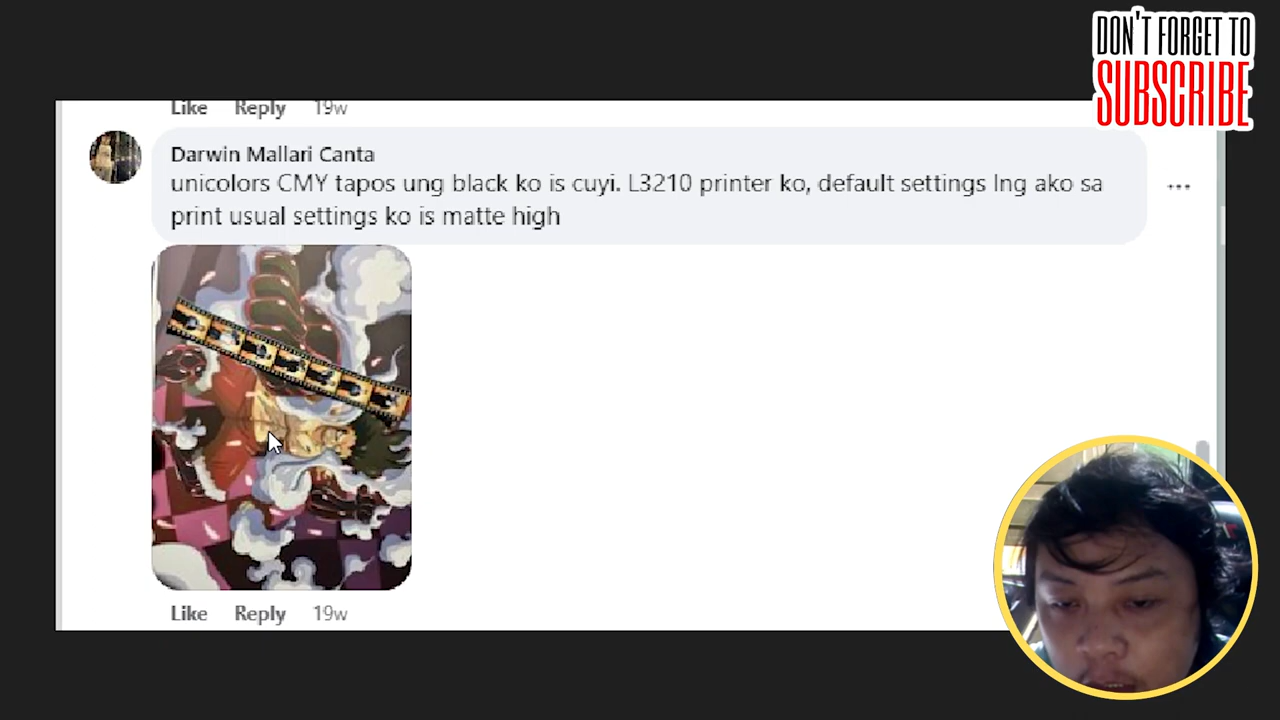 DON'T FORGET TO
SUBSCRIBE
Like Reply 19w
Darwin Mallari Canta
unicolors CMY tapos ung black ko is cuyi. L3210 printer ko, default settings lng ako sa
print usual settings ko is matte high
Like Reply 19w